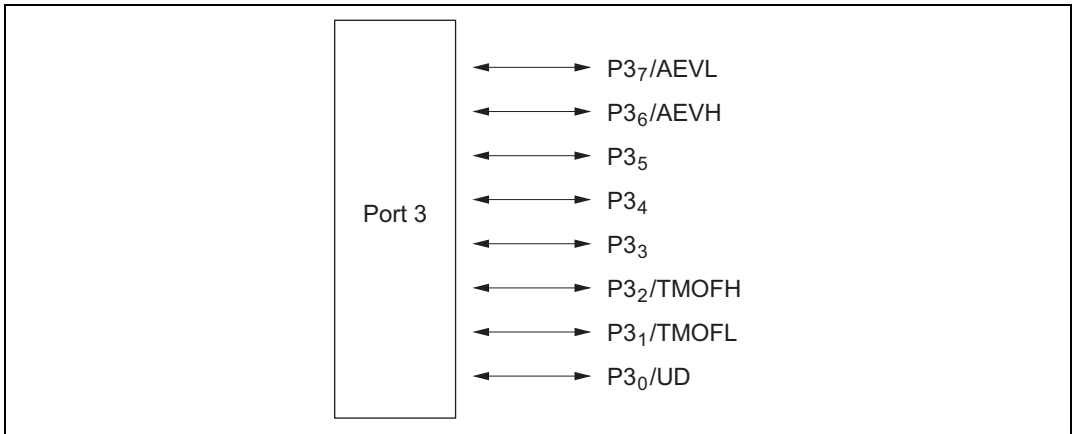 P3₇/AEVL
P3₆/AEVH
P3₅
P3₄
Port 3
P3₃
P3₂/TMOFH
P3₁/TMOFL
P3₀/UD